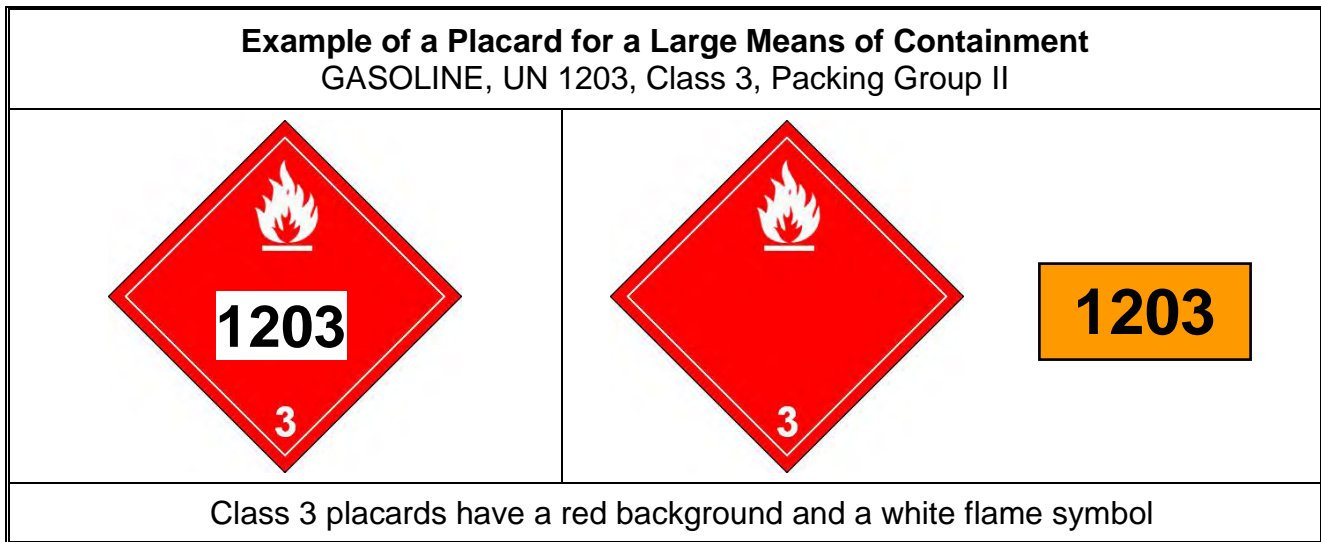 Example of a Placard for a Large Means of Containment
GASOLINE, UN 1203, Class 3, Packing Group II
1203
3
3
1203
Class 3 placards have a red background and a white flame symbol